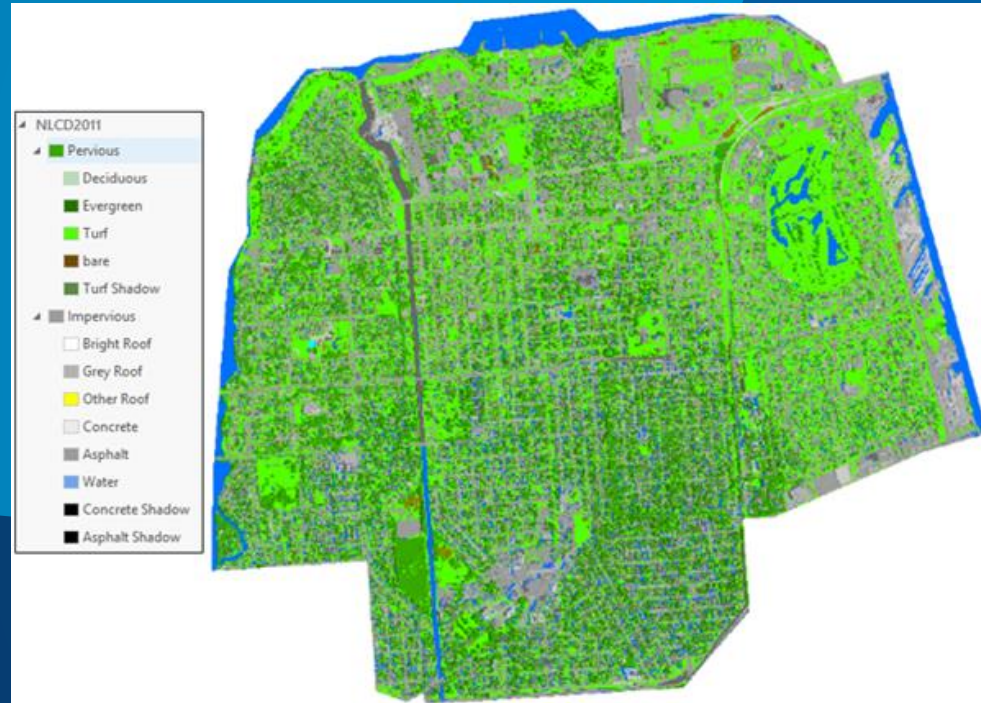 NLCD2011
Pervious
Deciduous
Evergreen
Turf
bare
Turf Shadow
Impervious
Bright Roof
Grey Roof
Other Roof
Concrete
Asphalt
Water
Concrete Shadow
Asphalt Shadow